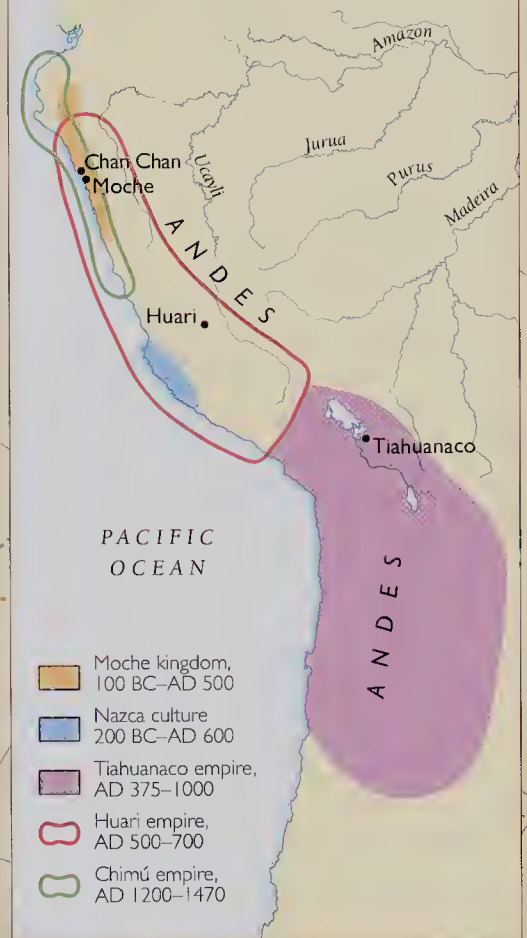 Amazon
Jurua
Purus
Madeira
Ucayli
Chan Chan
Moche
ANDES
Huari
Tiahuanaco
PACIFIC
OCEAN
ANDES
Moche kingdom,
100 BC–AD 500
Nazca culture
200 BC–AD 600
Tiahuanaco empire,
AD 375–1000
Huari empire,
AD 500–700
Chimú empire,
AD 1200–1470